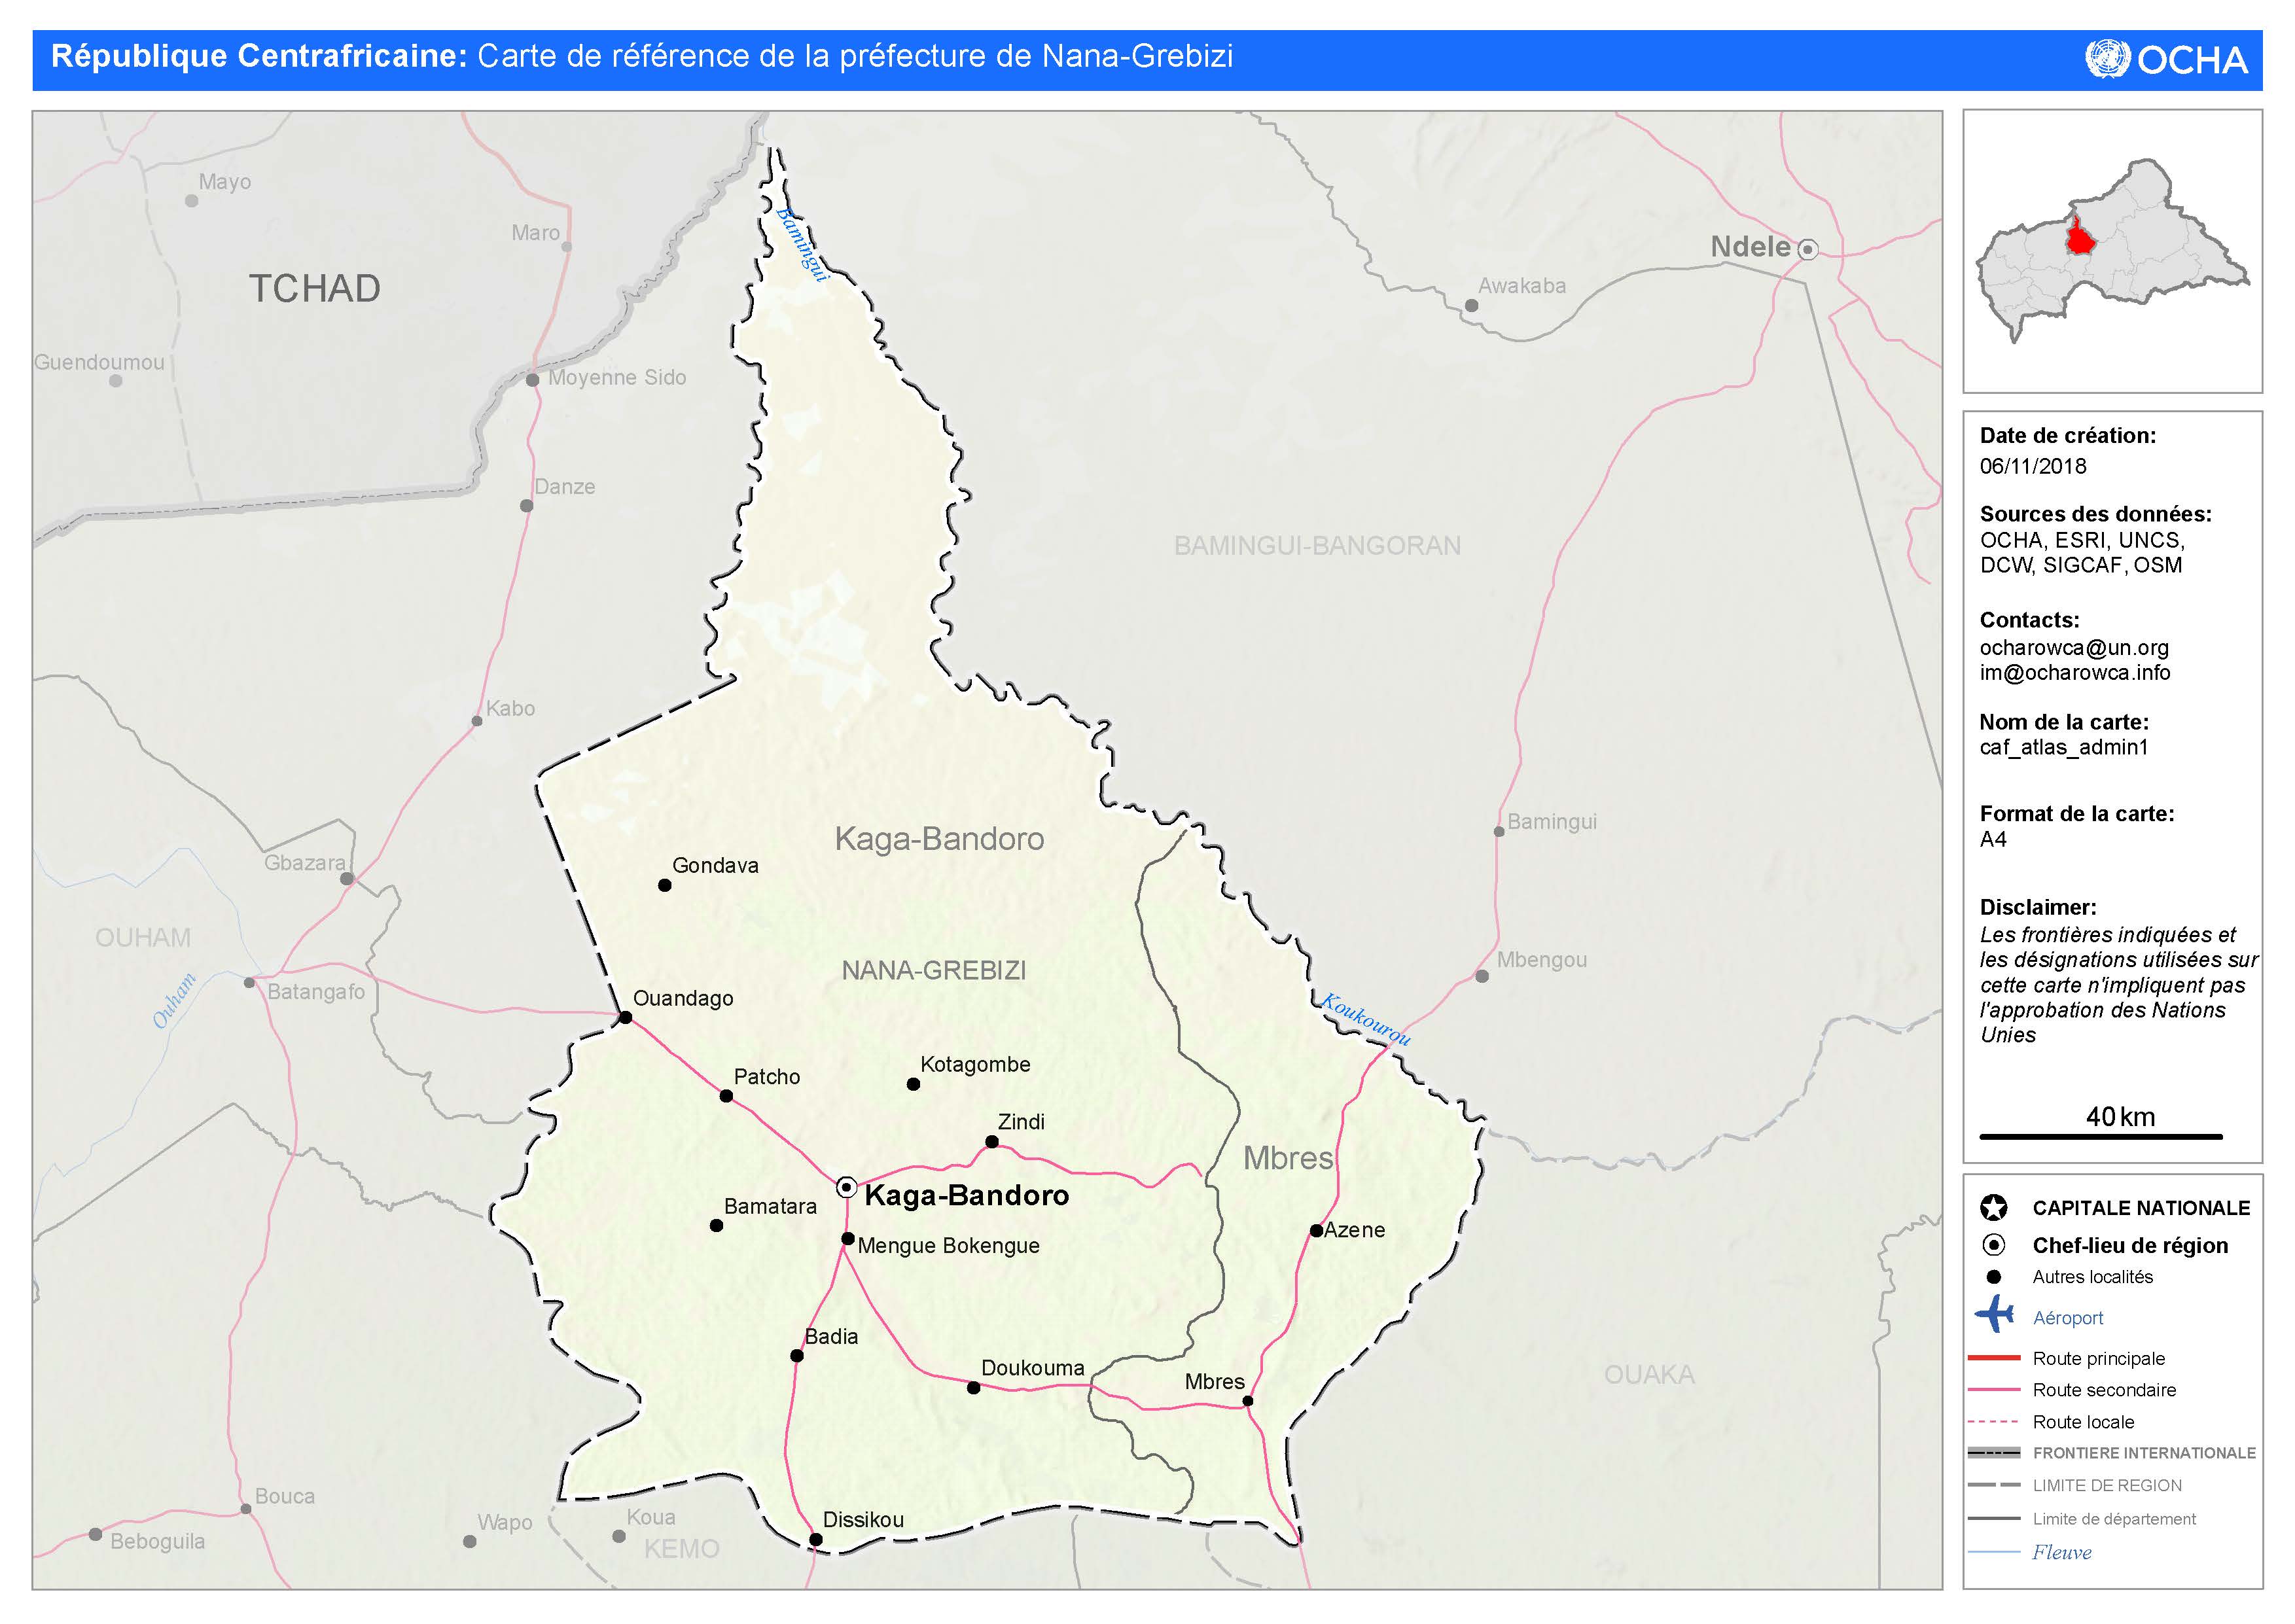 République Centrafricaine: Carte de référence de la préfecture de Nana-Grebizi
OCHA
Mayo
Maro
TCHAD
Guendoumou
Moyenne Sido
Danze
Bamingui
Ndele
Awakaba
BAMINGUI-BANGORAN
Kabo
Gbazara
OUHAM
Ouham
Batangafo
Kaga-Bandoro
Gondava
NANA-GREBIZI
Ouandago
Bamingui
Mbengou
Koukourou
Patcho
Kotagombe
Zindi
Mbres
Kaga-Bandoro
Bamatara
Mengue Bokengue
Azene
Badia
Doukouma
Mbres
OUAKA
Bouca
Beboguila
Wapo
Koua
KEMO
Dissikou
Date de création:
06/11/2018
Sources des données:
OCHA, ESRI, UNCS,
DCW, SIGCAF, OSM
Contacts:
ocharowca@un.org
im@ocharowca.info
Nom de la carte:
caf_atlas_admin1
Format de la carte:
A4
Disclaimer:
Les frontières indiquées et
les désignations utilisées sur
cette carte n'impliquent pas
l'approbation des Nations
Unies
40 km
CAPITALE NATIONALE
Chef-lieu de région
Autres localités
Aéroport
Route principale
Route secondaire
Route locale
FRONTIERE INTERNATIONALE
LIMITE DE REGION
Limite de département
Fleuve